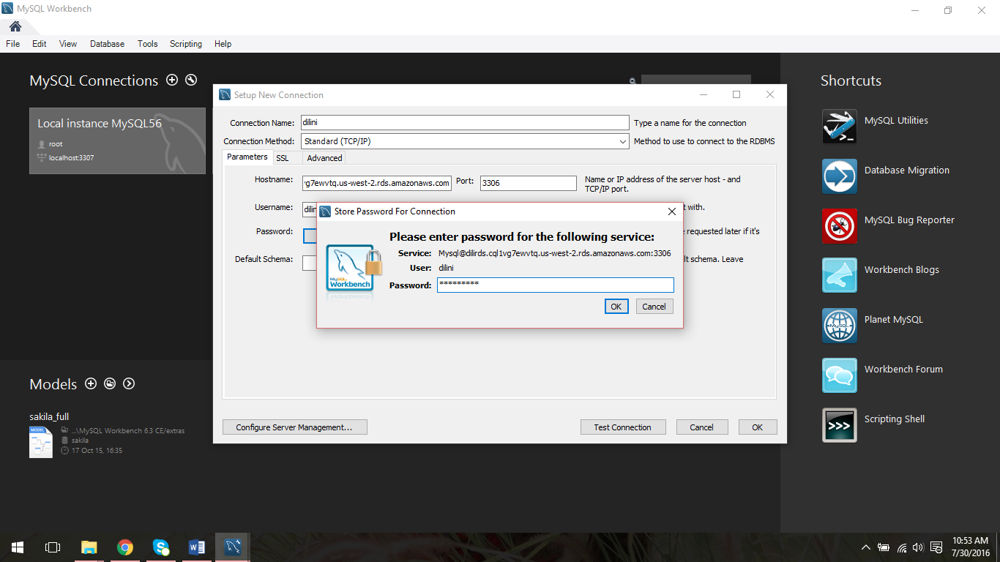 MySQL Workbench
File Edit View Database Tools Scripting Help
MySQL Connections
Local instance MySQL56
root
localhost:3307
Models
sakila_full
MODEL
...\MySQL Workbench 6.3 CE/extras
sakila
17 Oct 15, 16:35
Setup New Connection
Connection Name: dilini Type a name for the connection
Connection Method: Standard (TCP/IP) Method to use to connect to the RDBMS
Parameters SSL Advanced
Hostname: g7ewvtq.us-west-2.rds.amazonaws.com Port: 3306 Name or IP address of the server host - and
TCP/IP port.
Username: dilin t with.
Password: e requested later if it's
Default Schema: lt schema. Leave
Configure Server Management... Test Connection Cancel OK
Store Password For Connection
Please enter password for the following service:
Service: Mysql@dilirds.cql1vg7ewvtq.us-west-2.rds.amazonaws.com:3306
User: dilini
Password: *********
OK Cancel
MySQL
Workbench
Shortcuts
MySQL Utilities
Database Migration
MySQL Bug Reporter
Workbench Blogs
MySQL
Planet MySQL
Workbench Forum
>>>
Scripting Shell
10:53 AM
7/30/2016